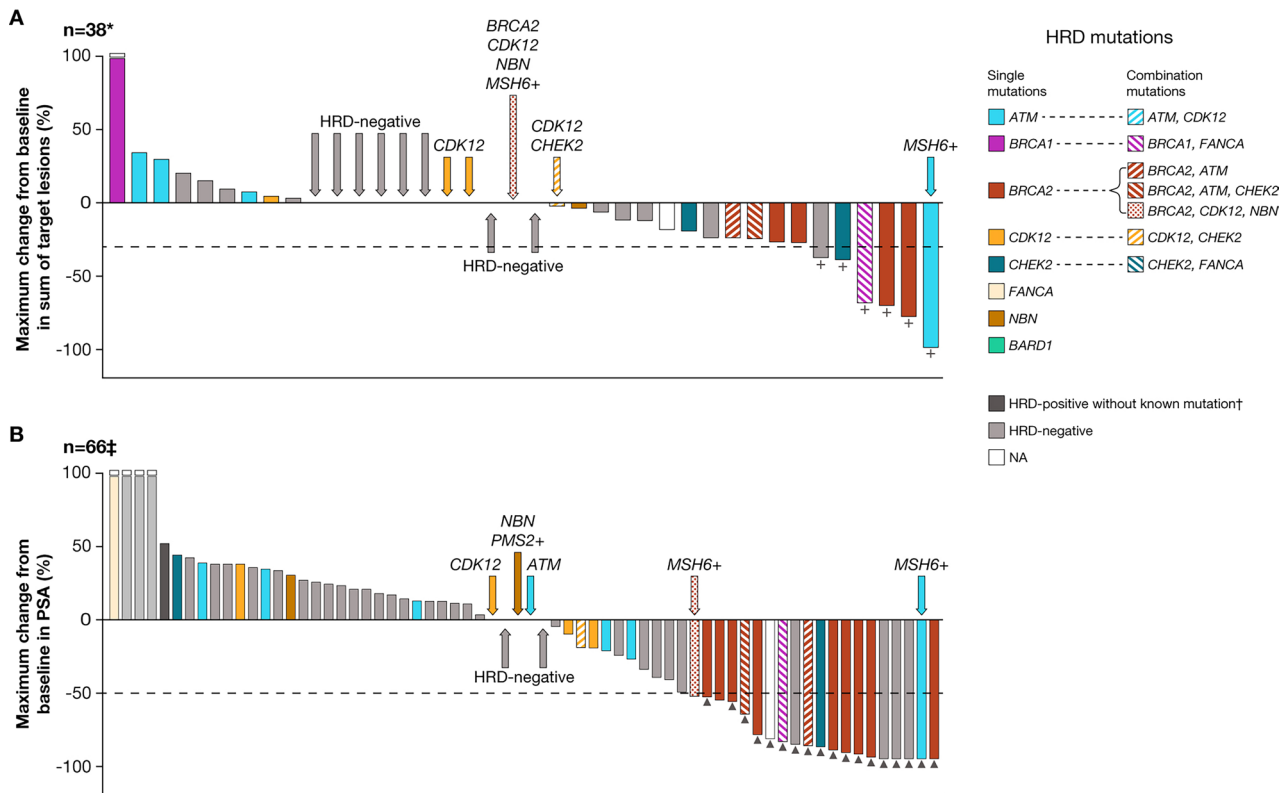 A
n=38*
Maximum change from baseline
in sum of target lesions (%)
100
50
0
-50
-100
HRD-negative
CDK12
BRCA2
CDK12
NBN
MSH6+
CDK12
CHEK2
MSH6+
HRD-negative
+
+
+
+
+
+
HRD mutations
Single
mutations
Combination
mutations
ATM
ATM, CDK12
BRCA1
BRCA1, FANCA
BRCA2
BRCA2, ATM
BRCA2, ATM, CHEK2
BRCA2, CDK12, NBN
CDK12
CDK12, CHEK2
CHEK2
CHEK2, FANCA
FANCA
NBN
BARD1
HRD-positive without known mutation†
HRD-negative
NA
B
n=66‡
Maximum change from
baseline in PSA (%)
100
50
0
-50
-100
CDK12
NBN
PMS2+
ATM
MSH6+
MSH6+
HRD-negative